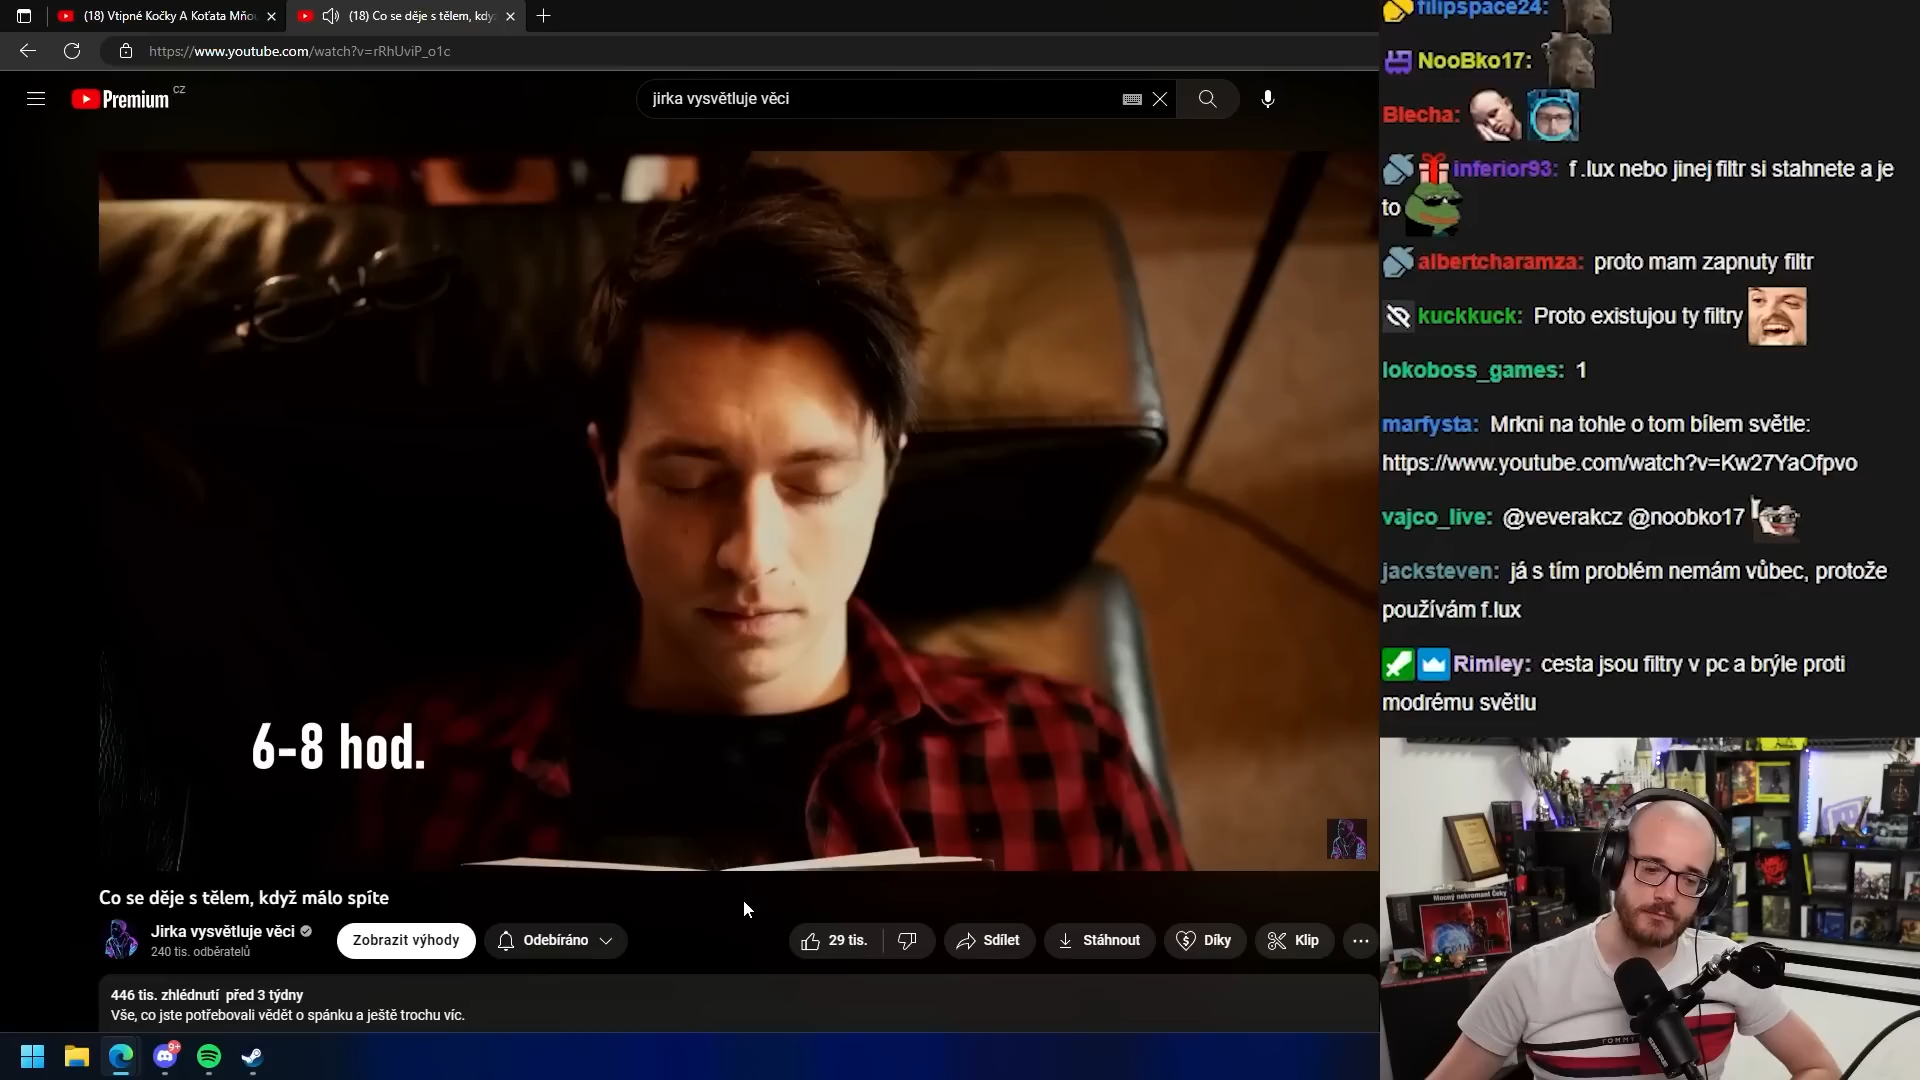 (18) Vtipné Kočky A Koťata Mňou
(18) Co se děje s tělem, kdy
https://www.youtube.com/watch?v=rRhUviP_o1c
Premium CZ
jirka vysvětluje věci
6-8 hod.
Co se děje s tělem, když málo spíte
Jirka vysvětluje věci
240 tis. odběratelů
Zobrazit výhody
Odebíráno
29 tis.
Sdílet
Stáhnout
Díky
Klip
446 tis. zhlédnutí před 3 týdny
Vše, co jste potřebovali vědět o spánku a ještě trochu víc.
9+
filipspace24:
NooBko17:
Blecha:
inferior93: f .lux nebo jinej filtr si stahnete a je
to
albertcharamza: proto mam zapnuty filtr
kuckkuck: Proto existujou ty filtry
lokoboss_games: 1
marfysta: Mrkni na tohle o tom bílem světle:
https://www.youtube.com/watch?v=Kw27YaOfpvo
vajco_live: @veverakcz @noobko17
jacksteven: já s tím problém nemám vůbec, protože
používám f.lux
Rimley: cesta jsou filtry v pc a brýle proti
modrému světlu
Mocný nekromant Čeky